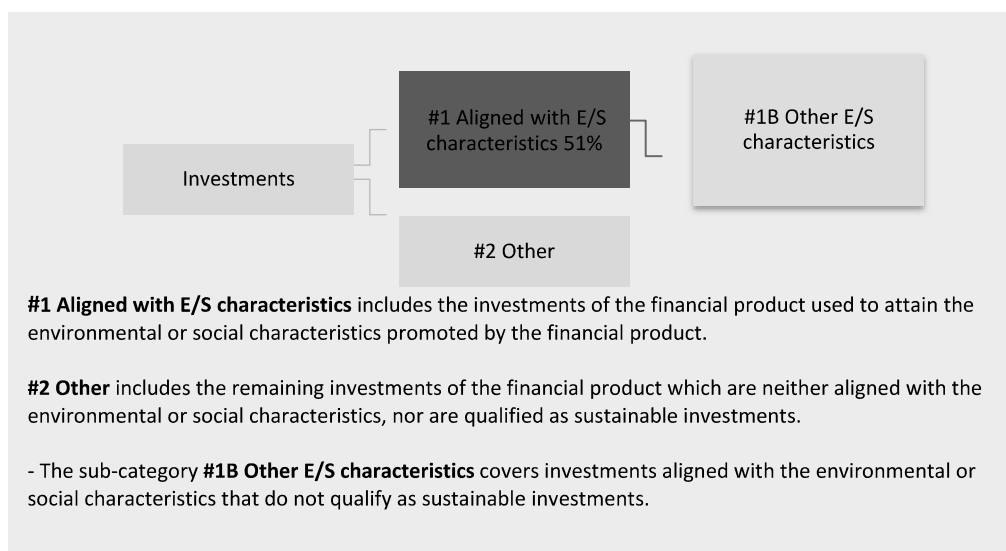 #1 Aligned with E/S
characteristics 51%
#1B Other E/S
characteristics
Investments
#2 Other
#1 Aligned with E/S characteristics includes the investments of the financial product used to attain the
environmental or social characteristics promoted by the financial product.
#2 Other includes the remaining investments of the financial product which are neither aligned with the
environmental or social characteristics, nor are qualified as sustainable investments.
- The sub-category #1B Other E/S characteristics covers investments aligned with the environmental or
social characteristics that do not qualify as sustainable investments.